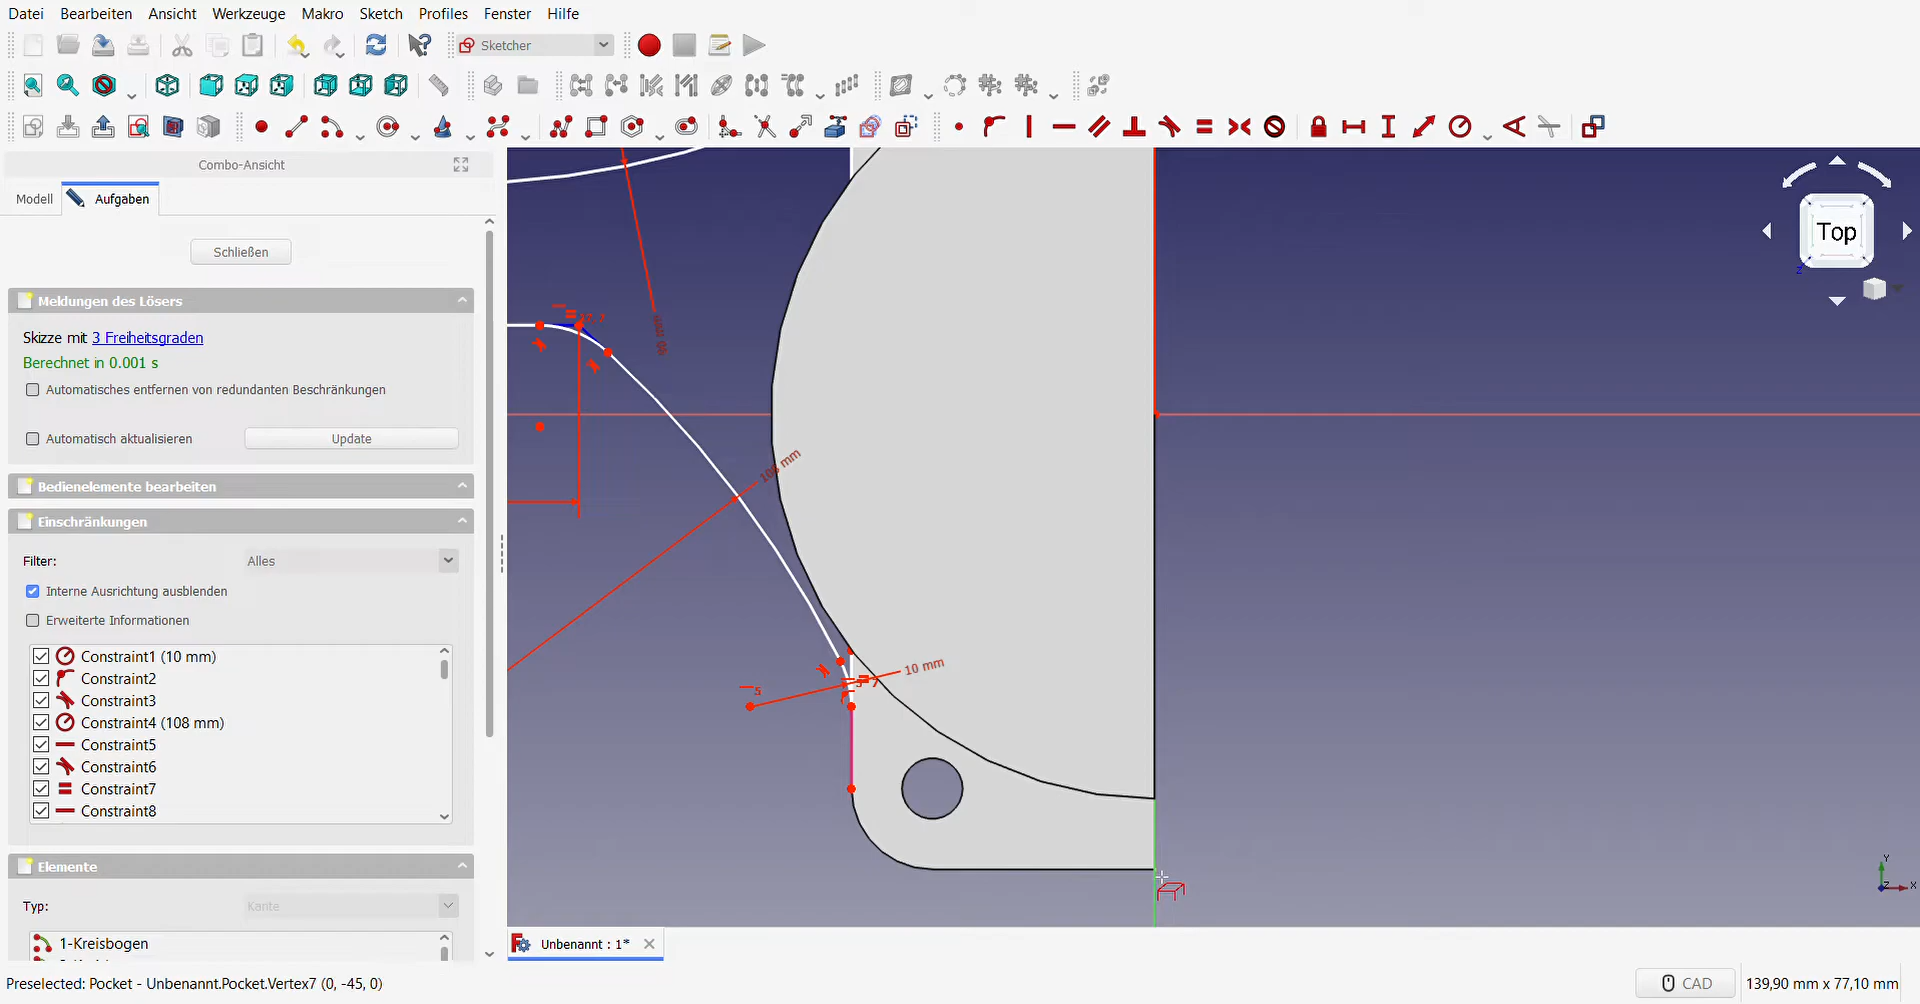 Datei Bearbeiten Ansicht Werkzeuge Makro Sketch Profiles Fenster Hilfe
Sketcher
Combo-Ansicht
Modell Aufgaben
Schließen
Meldungen des Lösers
Skizze mit 3 Freiheitsgraden
Berechnet in 0.001 s
Automatisches entfernen von redundanten Beschränkungen
Automatisch aktualisieren Update
Bedienelemente bearbeiten
Einschränkungen
Filter: Alles
Interne Ausrichtung ausblenden
Erweiterte Informationen
Constraint1 (10 mm)
Constraint2
Constraint3
Constraint4 (108 mm)
Constraint5
Constraint6
Constraint7
Constraint8
Elemente
Typ: Kante
1-Kreisbogen
108 mm
10 mm
5
Top
Z
Y
Z
X
Unbenannt : 1*
Preselected: Pocket - Unbenannt.Pocket.Vertex7 (0, -45, 0)
CAD
139,90 mm x 77,10 mm